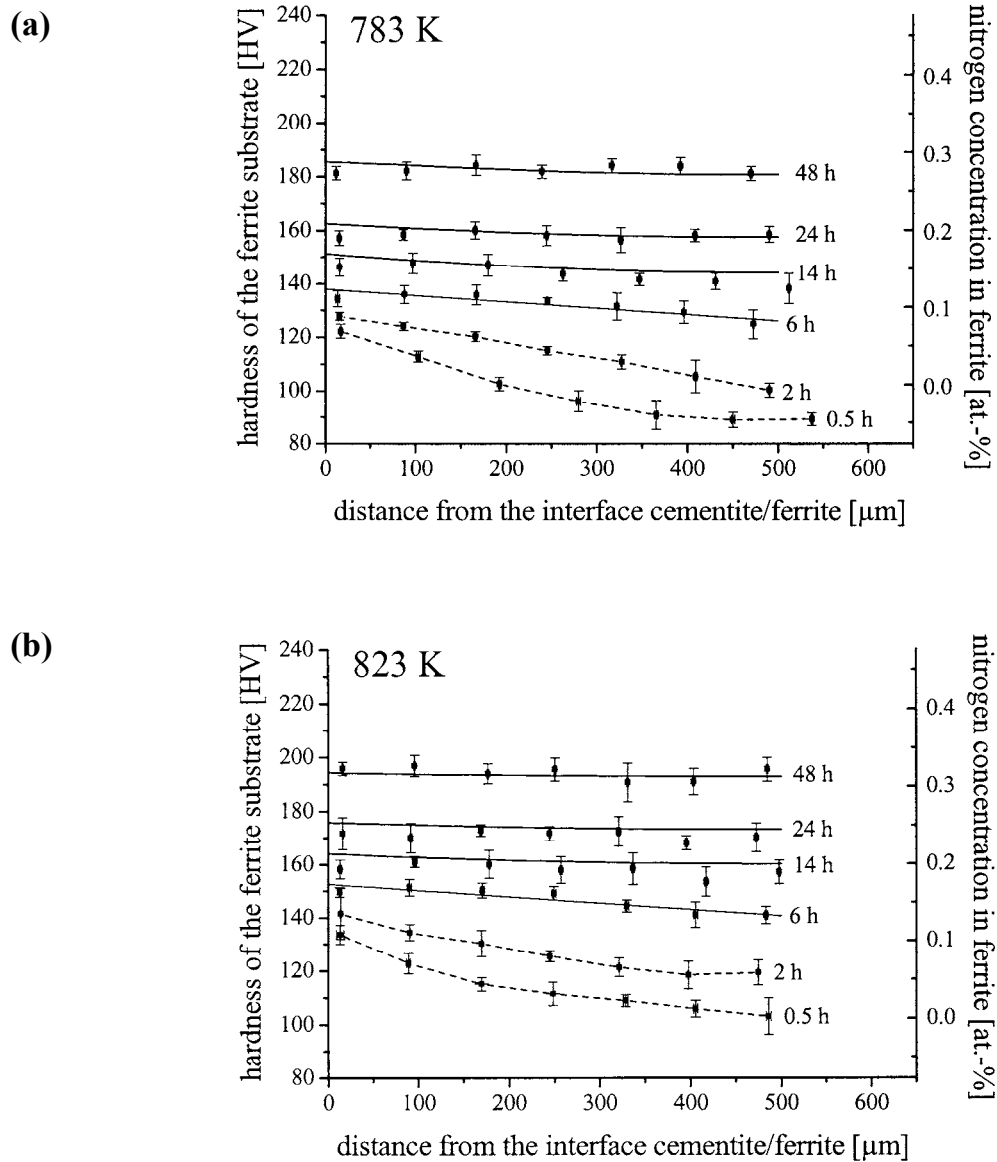 (a)
783 K
hardness of the ferrite substrate [HV]
240
220
200
180
160
140
120
100
80
48 h
24 h
14 h
6 h
2 h
0.5 h
0.4
0.3
0.2
0.1
0.0
nitrogen concentration in ferrite [at.-%]
0 100 200 300 400 500 600
distance from the interface cementite/ferrite [μm]
(b)
823 K
hardness of the ferrite substrate [HV]
240
220
200
180
160
140
120
100
80
48 h
24 h
14 h
6 h
2 h
0.5 h
0.4
0.3
0.2
0.1
0.0
nitrogen concentration in ferrite [at.-%]
0 100 200 300 400 500 600
distance from the interface cementite/ferrite [μm]